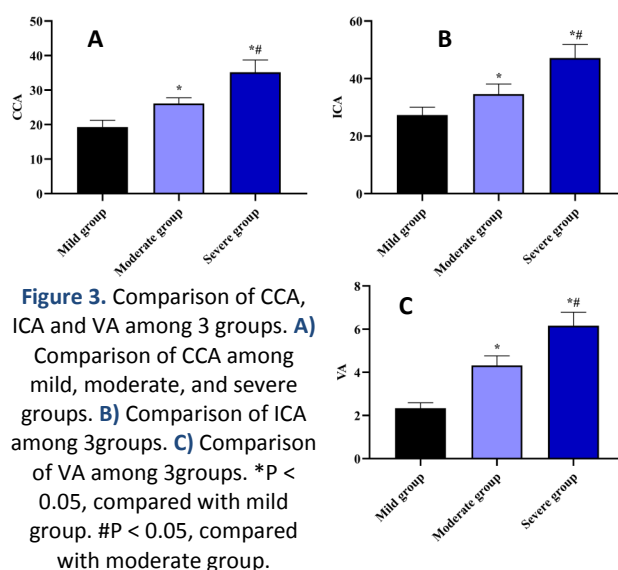 A
CCA
50
40
30
20
10
0
*
*#
Mild group
Moderate group
Severe group
B
ICA
60
40
20
0
*
*#
Mild group
Moderate group
Severe group
Figure 3. Comparison of CCA,
ICA and VA among 3 groups. A)
Comparison of CCA among
mild, moderate, and severe
groups. B) Comparison of ICA
among 3groups. C) Comparison
of VA among 3groups. *P <
0.05, compared with mild
group. #P < 0.05, compared
with moderate group.
C
VA
8
6
4
2
0
*
*#
Mild group
Moderate group
Severe group